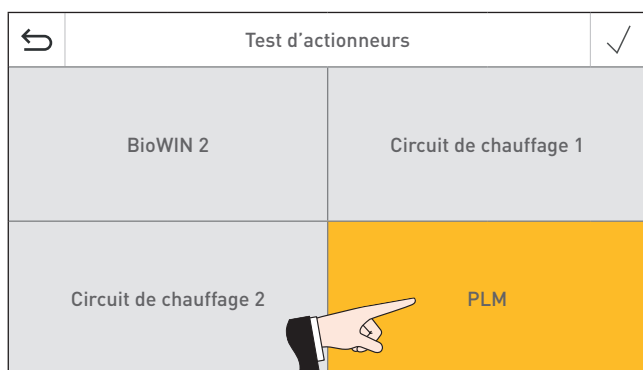 Test d'actionneurs
BioWIN 2
Circuit de chauffage 1
Circuit de chauffage 2
PLM